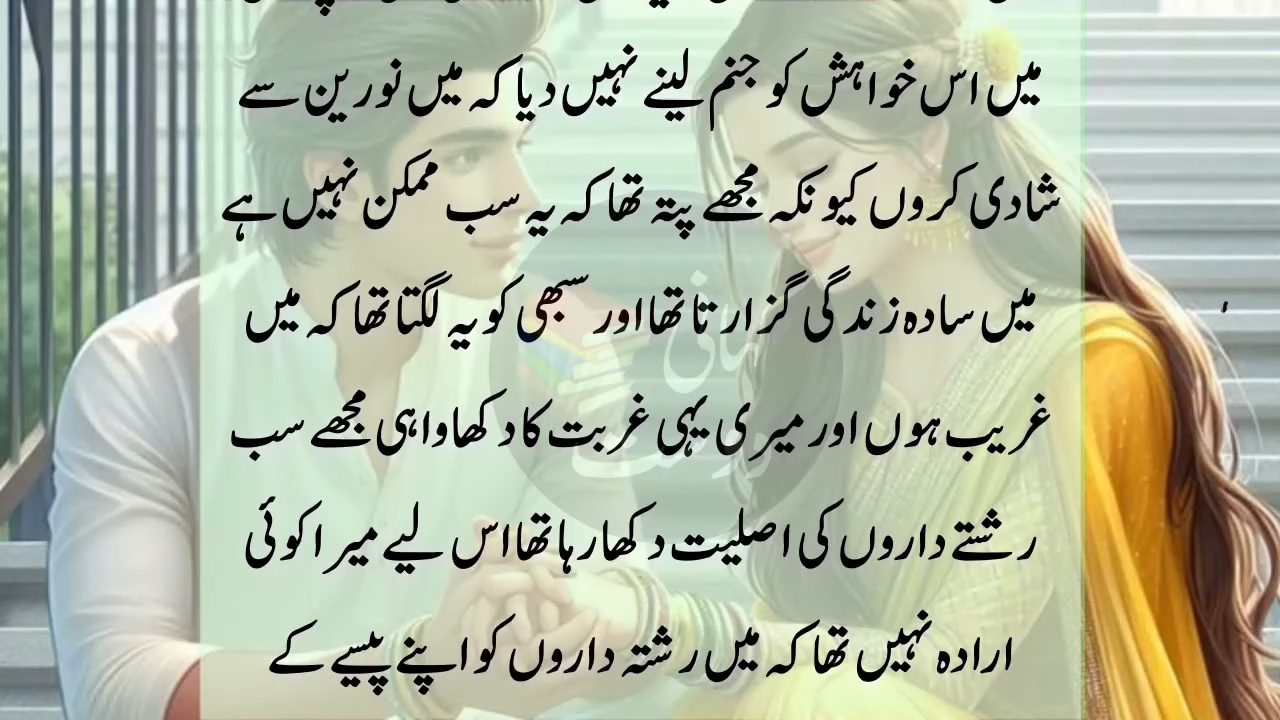 میں اس خواہش کو جنم لینے نہیں دیا کہ میں نورین سے
شادی کروں کیونکہ مجھے پتہ تھا کہ یہ سب ممکن نہیں ہے
میں سادہ زندگی گزارتا تھا اور سبھی کو یہ لگتا تھا کہ میں
غریب ہوں اور میری یہی غربت کا دکھاوا ہی مجھے سب
رشتے داروں کی اصلیت دکھا رہا تھا اس لیے میرا کوئی
ارادہ نہیں تھا کہ میں رشتہ داروں کو اپنے پیسے کے